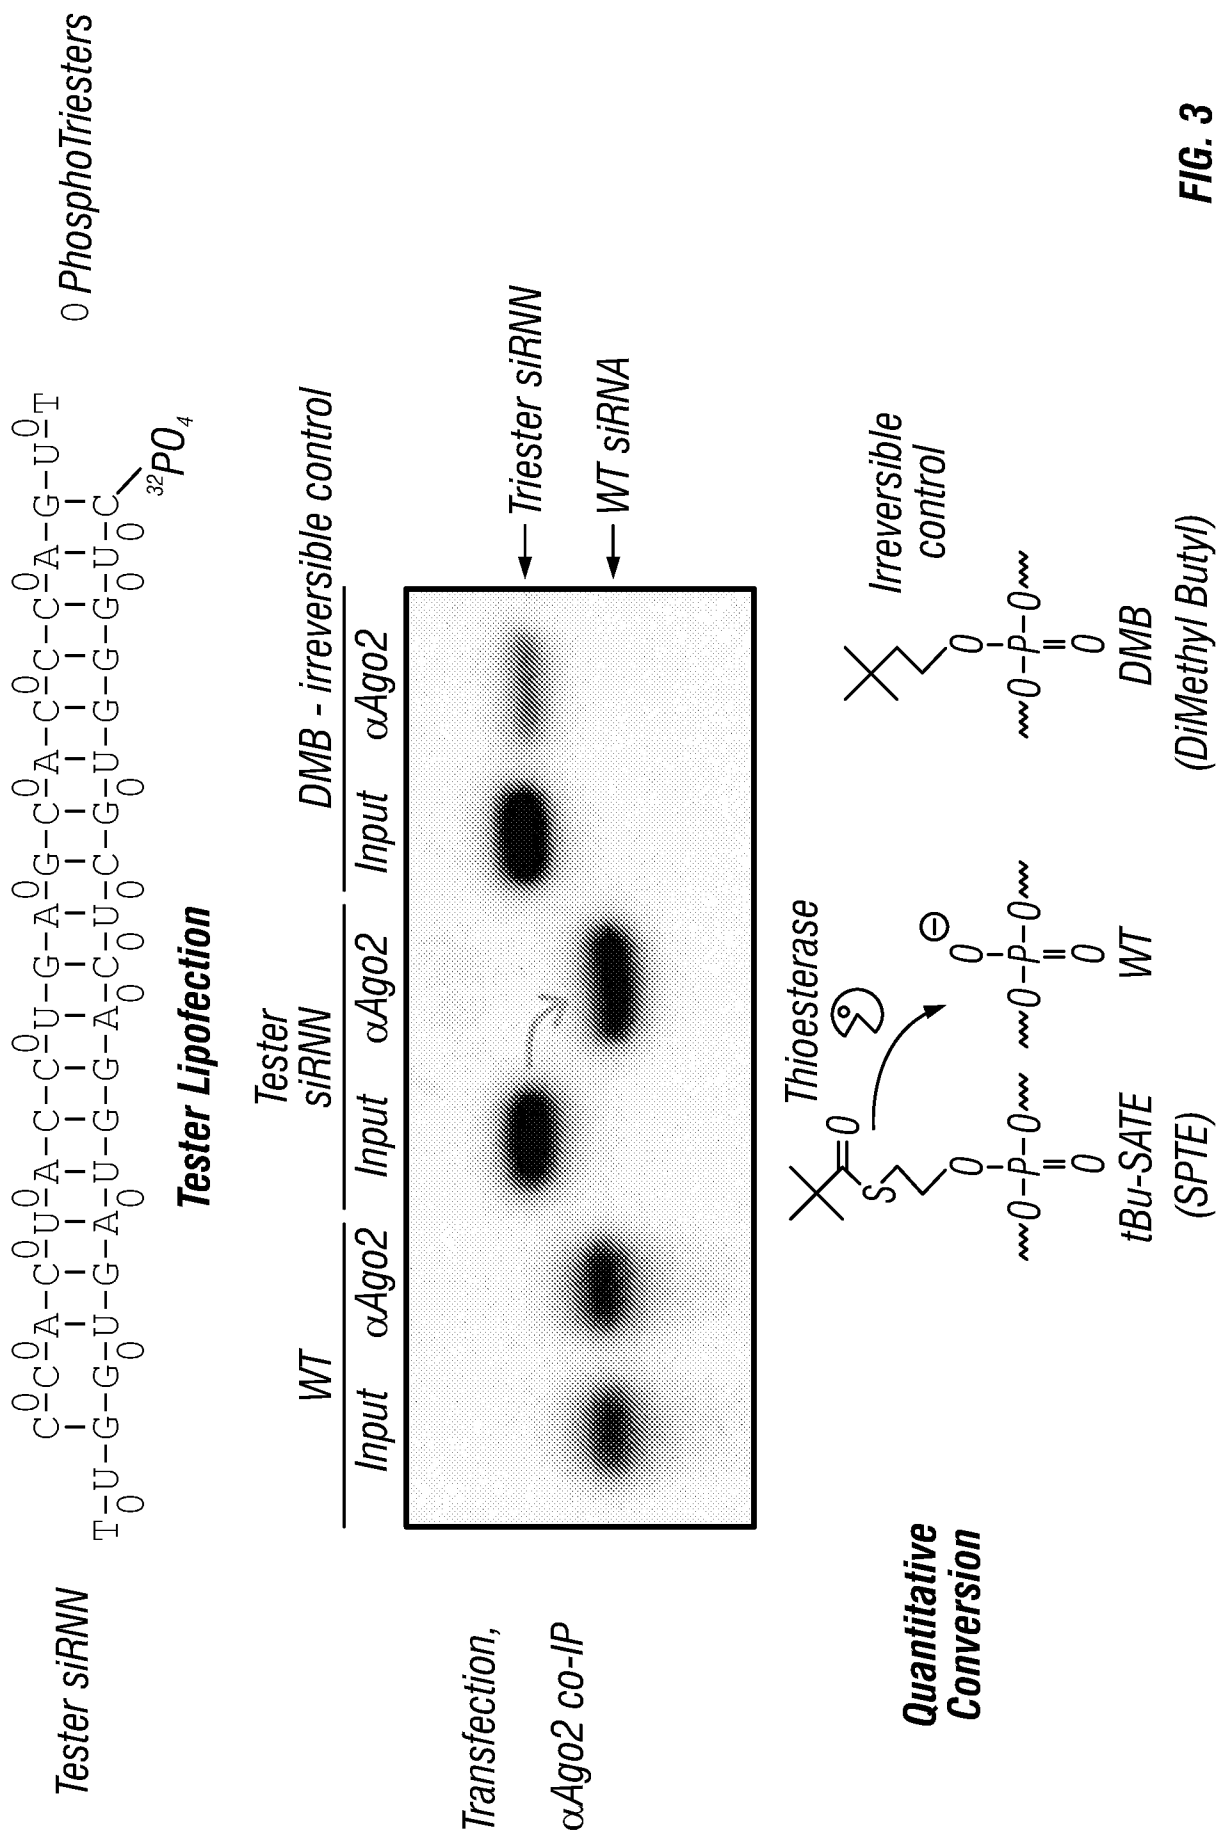 Tester siRNN
O O O O O O O O O O
C-C-A-C-U-A-C-C-U-G-A-G-C-A-C-C-C-A-G-U-T
T-U-G-G-U-G-A-U-G-G-A-C-U-C-G-U-G-G-G-U-C
O O O O O O O O O
32PO4
O PhosphoTriesters
Tester Lipofection
WT
Tester
siRNN
DMB - irreversible control
Input αAgo2 Input αAgo2 Input αAgo2
Transfection,
αAgo2 co-IP
Triester siRNN
WT siRNA
Quantitative
Conversion
Thioesterase
Irreversible
control
O
S
O O ⊖ O
O-P-O O-P-O O-P-O
O O O
tBu-SATE
(SPTE)
WT
DMB
(DiMethyl Butyl)
FIG. 3